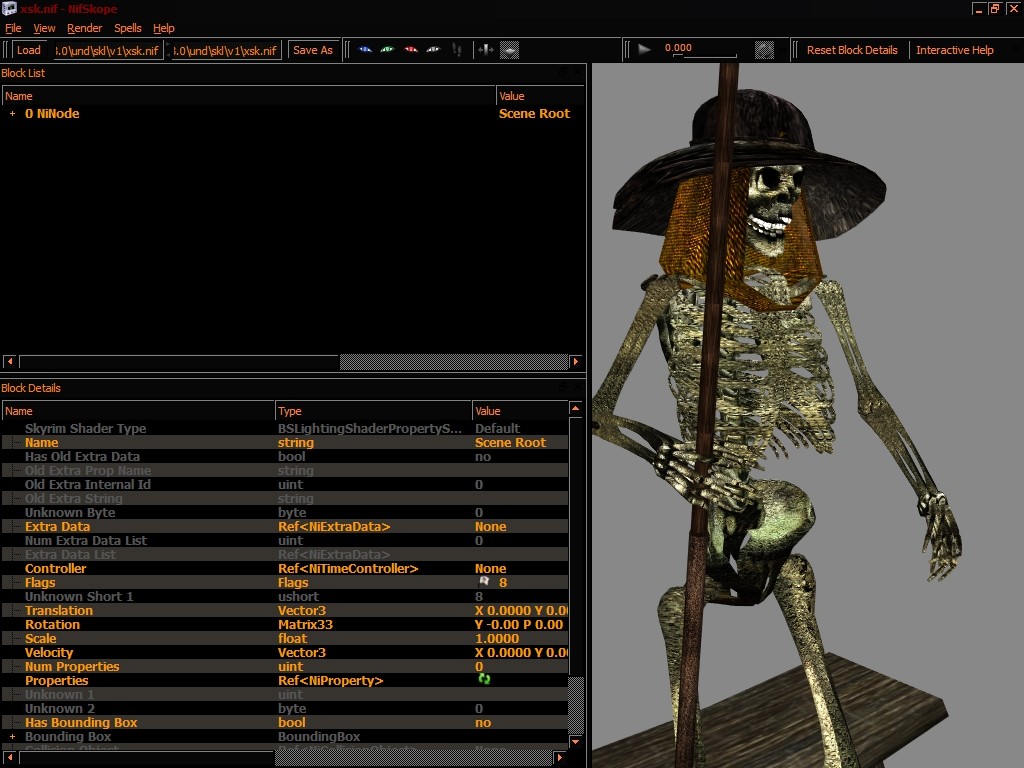 xsk.nif - NifSkope
File View Render Spells Help
Load ı.0\und\skl\v1\xsk.nif ı.0\und\skl\v1\xsk.nif Save As 0.000 Reset Block Details Interactive Help
Block List
Name Value
+ 0 NiNode Scene Root
Block Details
Name Type Value
Skyrim Shader Type BSLightingShaderPropertyS... Default
Name string Scene Root
Has Old Extra Data bool no
Old Extra Prop Name string
Old Extra Internal Id uint 0
Old Extra String string
Unknown Byte byte 0
Extra Data Ref<NiExtraData> None
Num Extra Data List uint 0
Extra Data List Ref<NiExtraData>
Controller Ref<NiTimeController> None
Flags Flags 8
Unknown Short 1 ushort 8
Translation Vector3 X 0.0000 Y 0.00
Rotation Matrix33 Y -0.00 P 0.00
Scale float 1.0000
Velocity Vector3 X 0.0000 Y 0.00
Num Properties uint 0
Properties Ref<NiProperty>
Unknown 1 uint
Unknown 2 byte 0
Has Bounding Box bool no
+ Bounding Box BoundingBox
Collision Object Ref<NiCollisionObject>